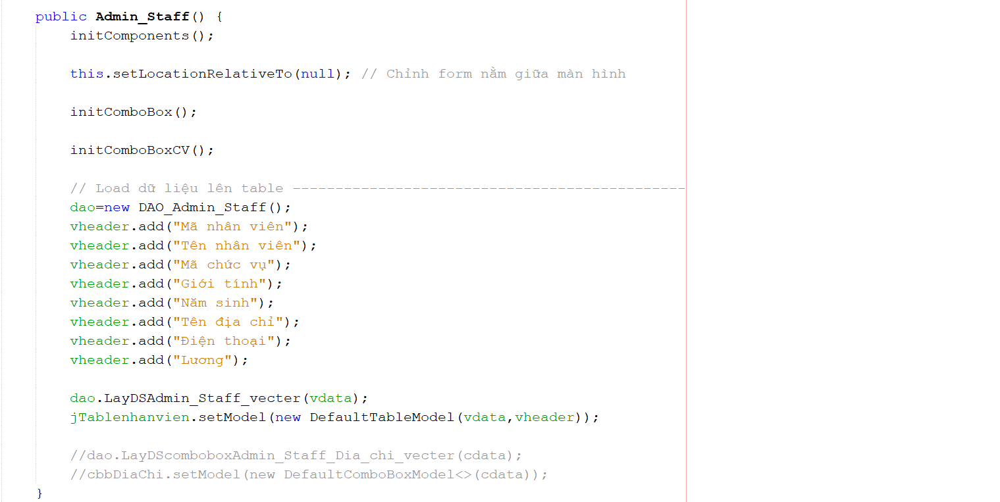 public Admin_Staff() {
initComponents();
this.setLocationRelativeTo(null); // Chỉnh form nằm giữa màn hình
initComboBox();
initComboBoxCV();
// Load dữ liệu lên table ----------------------------------------------
dao=new DAO_Admin_Staff();
vheader.add("Mã nhân viên");
vheader.add("Tên nhân viên");
vheader.add("Mã chức vụ");
vheader.add("Giới tính");
vheader.add("Năm sinh");
vheader.add("Tên địa chỉ");
vheader.add("Điện thoại");
vheader.add("Lương");
dao.LayDSAdmin_Staff_vecter(vdata);
jTablenhanvien.setModel(new DefaultTableModel(vdata,vheader));
//dao.LayDScomboboxAdmin_Staff_Dia_chi_vecter(cdata);
//cbbDiaChi.setModel(new DefaultComboBoxModel<>(cdata));
}